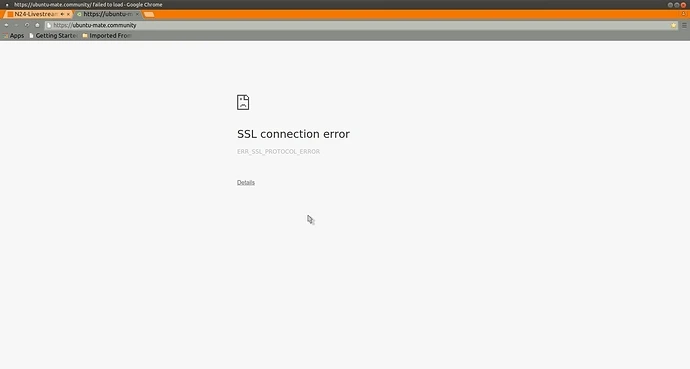 https://ubuntu-mate.community/ failed to load - Google Chrome
N24-Livestream
https://ubuntu-m
https://ubuntu-mate.community
Apps
Getting Starte
Imported From
SSL connection error
ERR_SSL_PROTOCOL_ERROR
Details